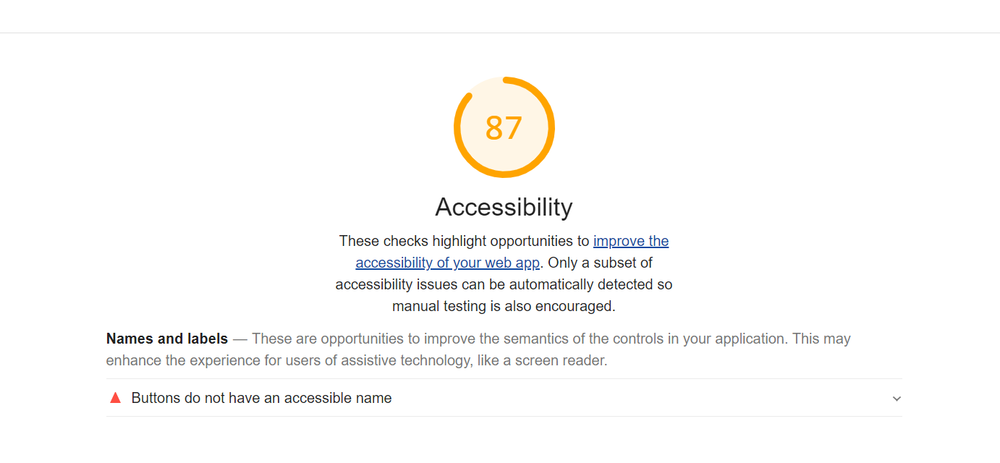 87
Accessibility
These checks highlight opportunities to improve the
accessibility of your web app. Only a subset of
accessibility issues can be automatically detected so
manual testing is also encouraged.
Names and labels — These are opportunities to improve the semantics of the controls in your application. This may
enhance the experience for users of assistive technology, like a screen reader.
Buttons do not have an accessible name